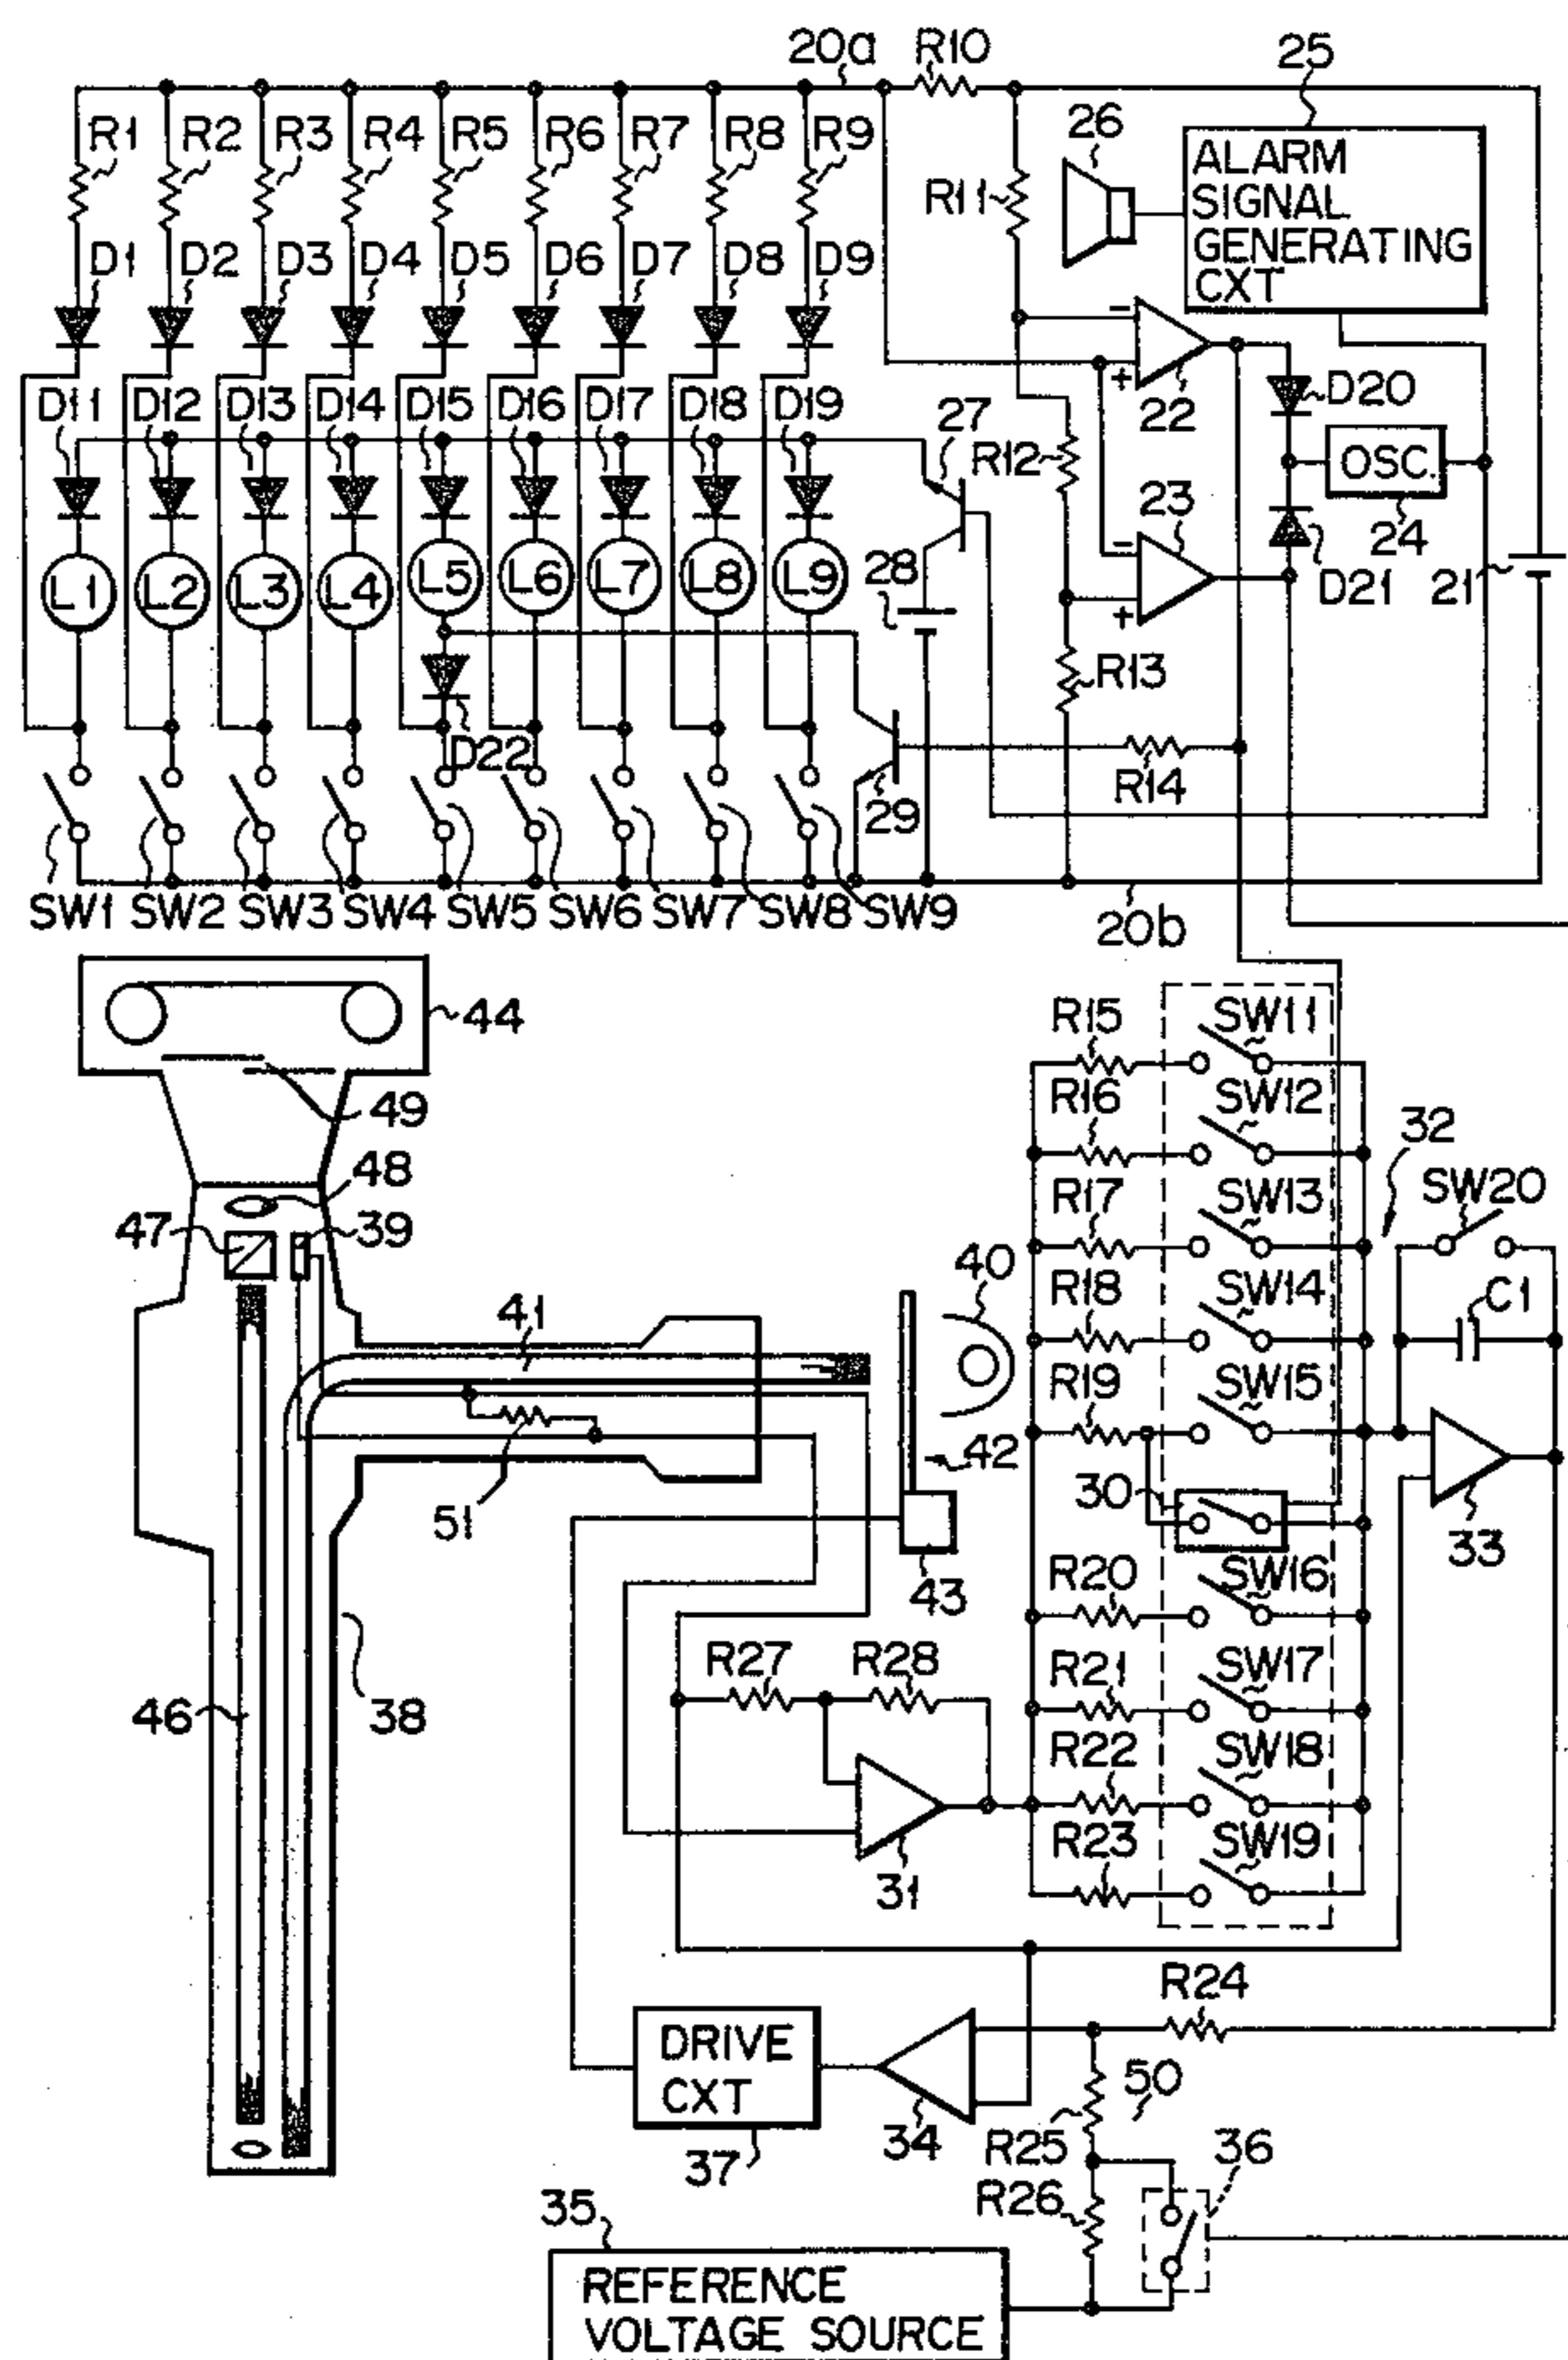 20a R10 25
R1 R2 R3 R4 R5 R6 R7 R8 R9
26
ALARM
SIGNAL
GENERATING
CXT
R11
D1 D2 D3 D4 D5 D6 D7 D8 D9
- +
22
D20
D11 D12 D13 D14 D15 D16 D17 D18 D19
27
R12
OSC.
24
23
L1 L2 L3 L4 L5 L6 L7 L8 L9
28
- +
D21 21
R13
D22
R14
29
SW1 SW2 SW3 SW4 SW5 SW6 SW7 SW8 SW9
20b
44
49
R15 SW11
R16 SW12
32
48
47 39
R17 SW13
SW20
40
R18 SW14
C1
41
R19 SW15
42
51
30
33
43
R20 SW16
R27 R28
R21 SW17
46 38
R22 SW18
31
R23 SW19
R24
DRIVE
CXT
34
50
R25
37
36
R26
35
REFERENCE
VOLTAGE SOURCE